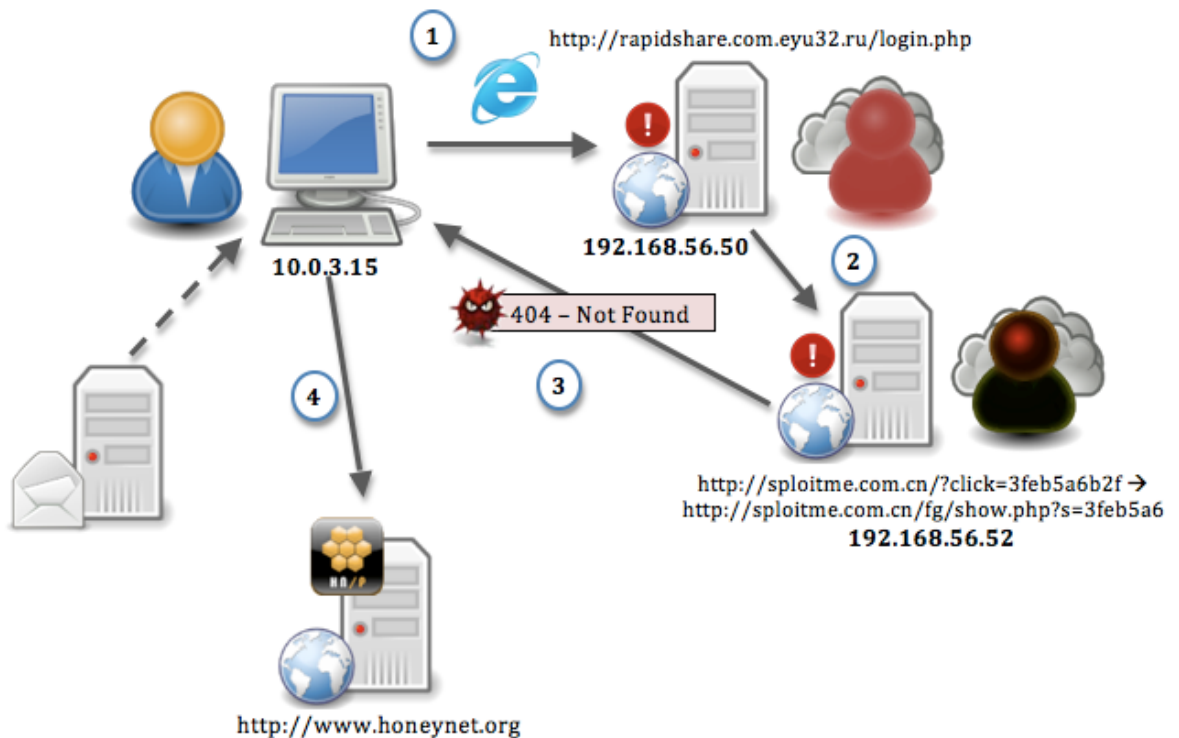 1
http://rapidshare.com.eyu32.ru/login.php
192.168.56.50
10.0.3.15
2
404 – Not Found
3
4
http://sploitme.com.cn/?click=3feb5a6b2f →
http://sploitme.com.cn/fg/show.php?s=3feb5a6
192.168.56.52
HN/P
http://www.honeynet.org